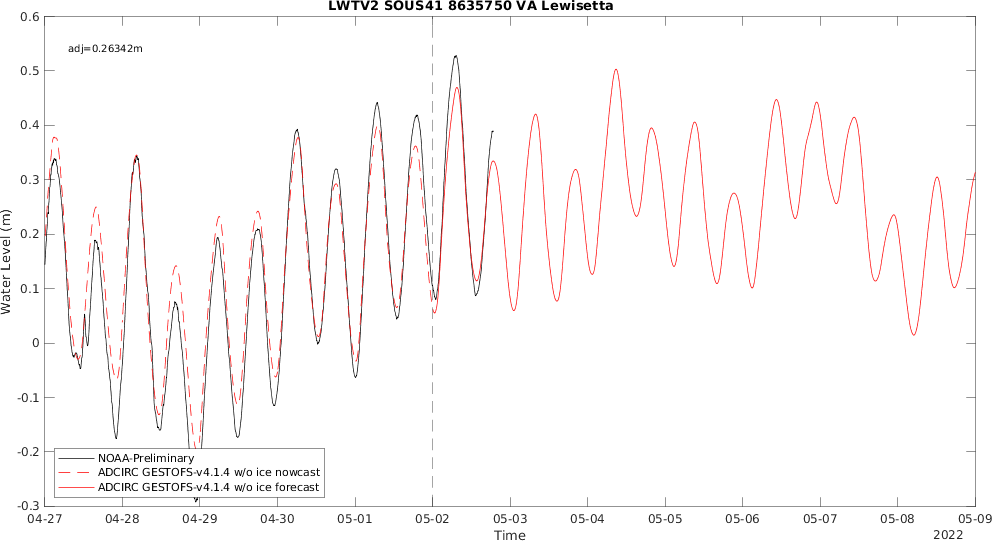 LWTV2 SOUS41 8635750 VA Lewisetta
adj=0.26342m
0.6
0.5
0.4
0.3
0.2
0.1
0
-0.1
-0.2
-0.3
Water Level (m)
NOAA-Preliminary
ADCIRC GESTOFS-v4.1.4 w/o ice nowcast
ADCIRC GESTOFS-v4.1.4 w/o ice forecast
04-27 04-28 04-29 04-30 05-01 05-02 05-03 05-04 05-05 05-06 05-07 05-08 05-09
Time
2022